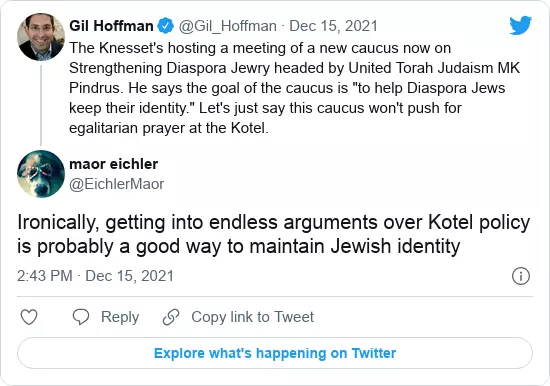 Gil Hoffman @Gil_Hoffman · Dec 15, 2021
The Knesset's hosting a meeting of a new caucus now on
Strengthening Diaspora Jewry headed by United Torah Judaism MK
Pindrus. He says the goal of the caucus is "to help Diaspora Jews
keep their identity." Let's just say this caucus won't push for
egalitarian prayer at the Kotel.
maor eichler
@EichlerMaor
Ironically, getting into endless arguments over Kotel policy
is probably a good way to maintain Jewish identity
2:43 PM · Dec 15, 2021
Reply Copy link to Tweet
Explore what's happening on Twitter